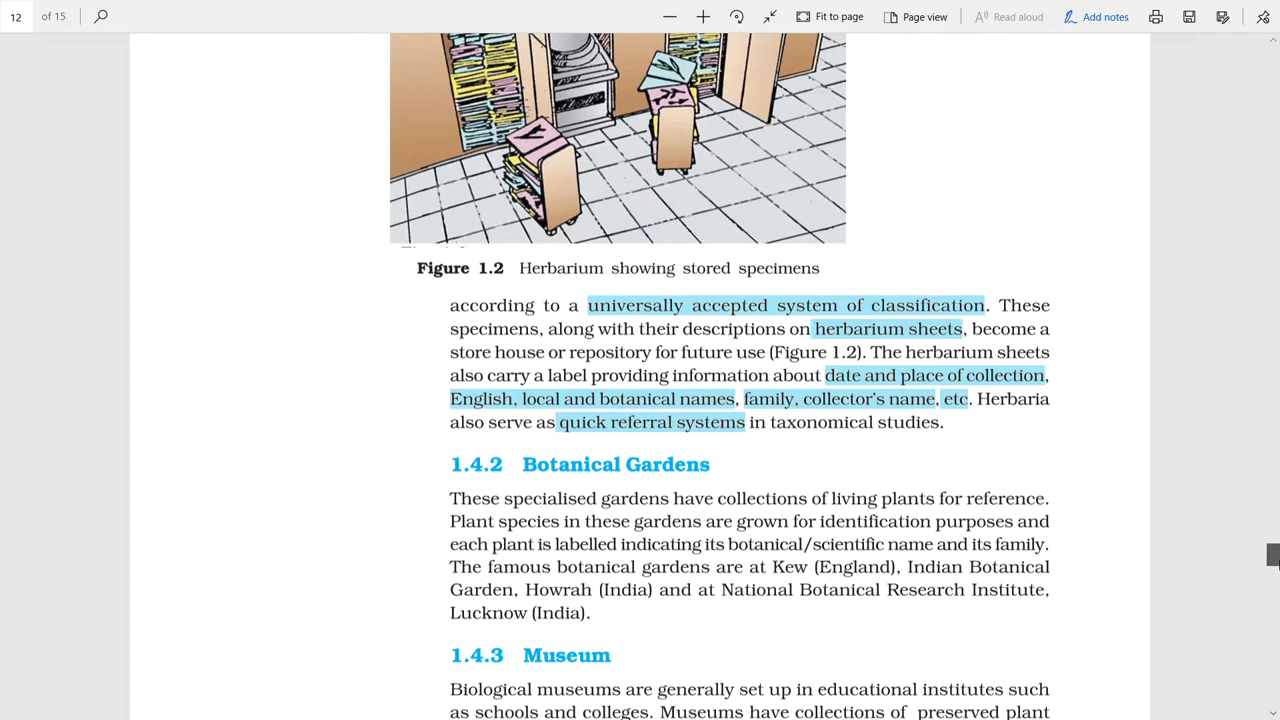 12 of 15 Fit to page Page view Read aloud Add notes
Figure 1.2 Herbarium showing stored specimens
according to a universally accepted system of classification. These
specimens, along with their descriptions on herbarium sheets, become a
store house or repository for future use (Figure 1.2). The herbarium sheets
also carry a label providing information about date and place of collection,
English, local and botanical names, family, collector's name, etc. Herbaria
also serve as quick referral systems in taxonomical studies.
1.4.2 Botanical Gardens
These specialised gardens have collections of living plants for reference.
Plant species in these gardens are grown for identification purposes and
each plant is labelled indicating its botanical/scientific name and its family.
The famous botanical gardens are at Kew (England), Indian Botanical
Garden, Howrah (India) and at National Botanical Research Institute,
Lucknow (India).
1.4.3 Museum
Biological museums are generally set up in educational institutes such
as schools and colleges. Museums have collections of preserved plant